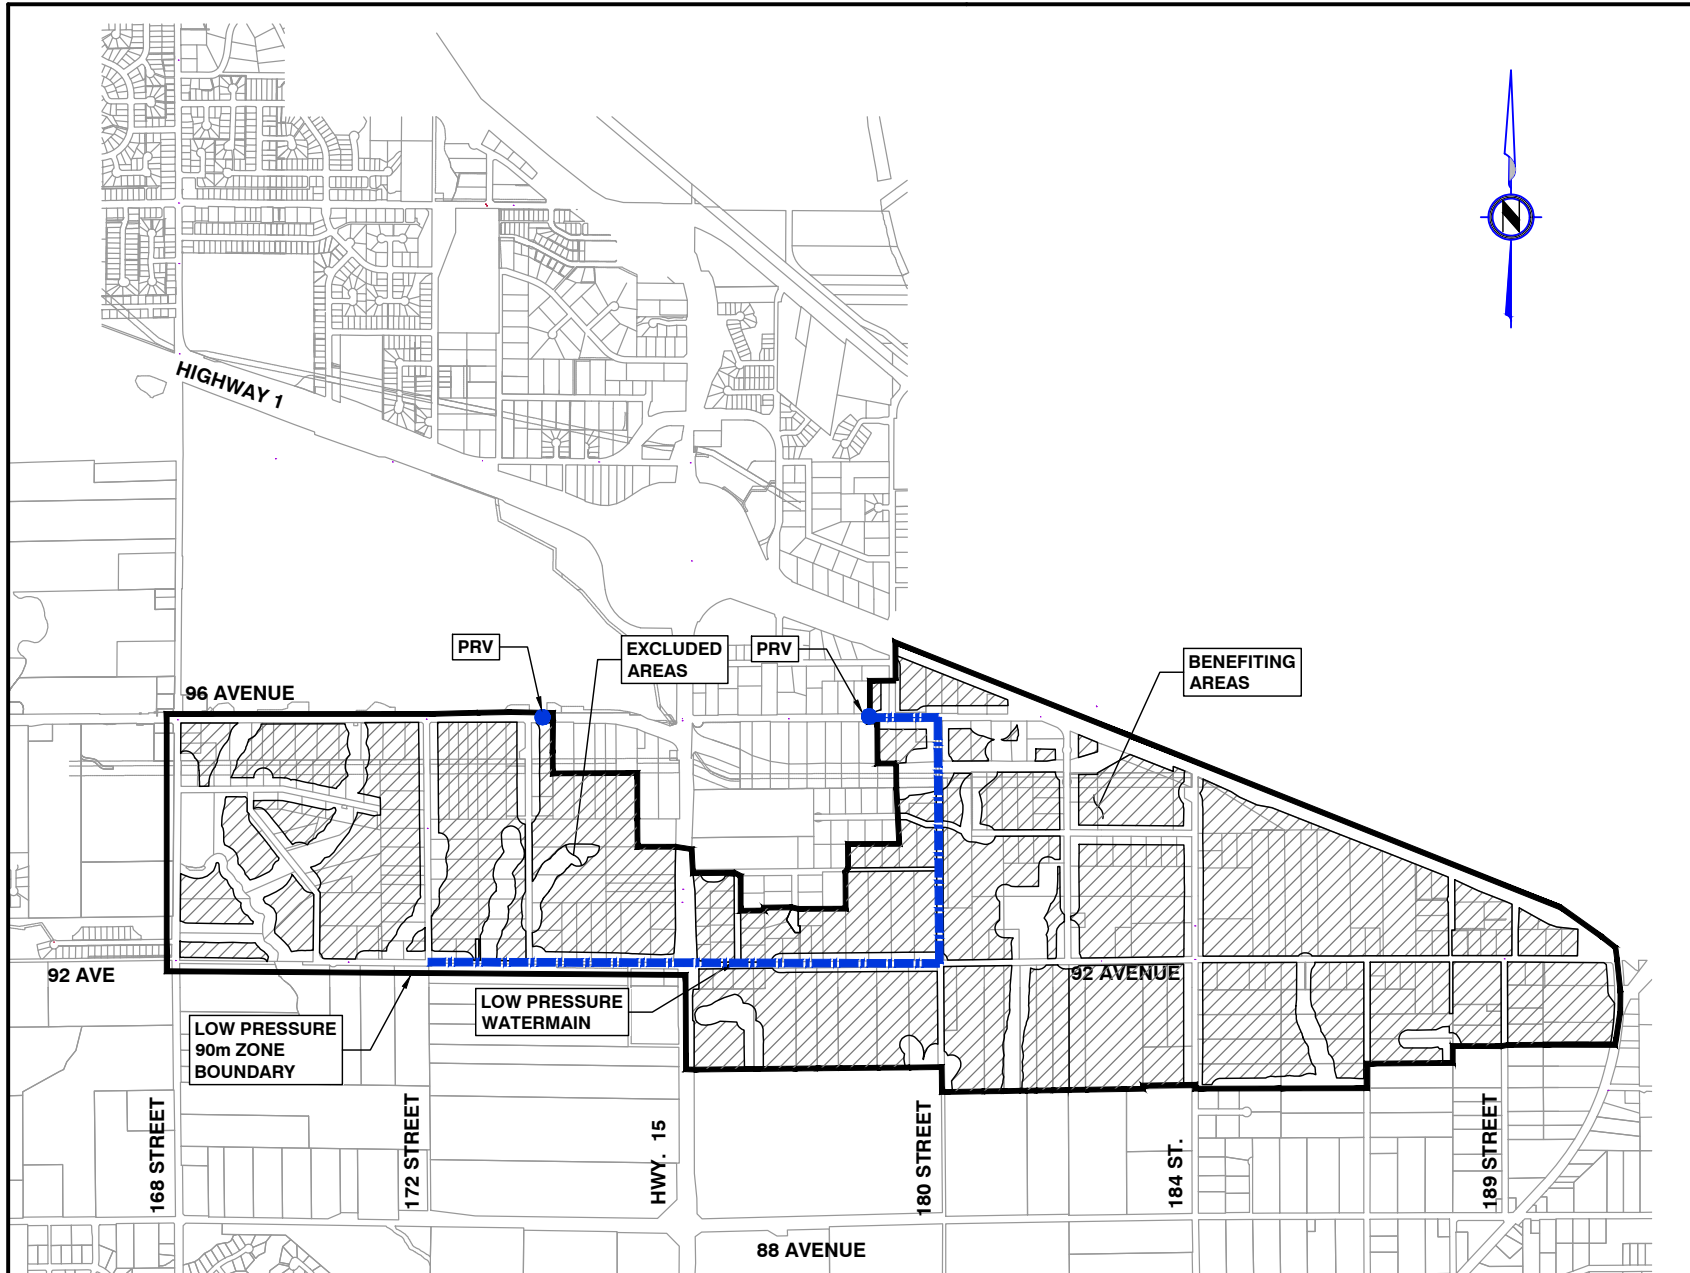 HIGHWAY 1
N
PRV
EXCLUDED
AREAS
PRV
BENEFITING
AREAS
96 AVENUE
92 AVE
92 AVENUE
LOW PRESSURE
WATERMAIN
LOW PRESSURE
90m ZONE
BOUNDARY
168 STREET
172 STREET
HWY. 15
180 STREET
184 ST.
189 STREET
88 AVENUE